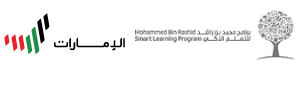 الإمارات
برنامج محمد بن راشد
Mohammed Bin Rashid
Smart Learning Program
للتعلم الذكي